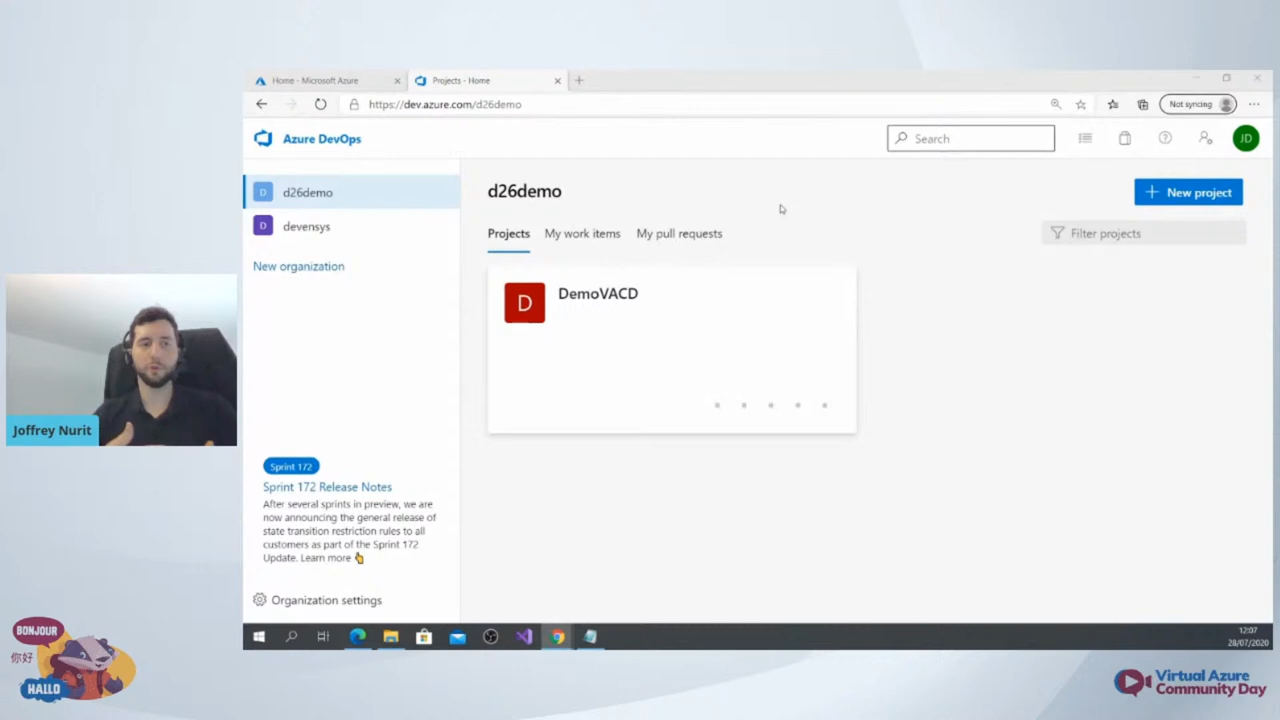 Home - Microsoft Azure
Projects - Home
https://dev.azure.com/d26demo
Not syncing
Azure DevOps
Search
JD
D d26demo
D devensys
New organization
d26demo
New project
Projects
My work items
My pull requests
Filter projects
D
DemoVACD
Joffrey Nurit
Sprint 172
Sprint 172 Release Notes
After several sprints in preview, we are
now announcing the general release of
state transition restriction rules to all
customers as part of the Sprint 172
Update. Learn more 👆
Organization settings
12:07
28/07/2020
BONJOUR
你好
HALLO
Virtual Azure
Community Day